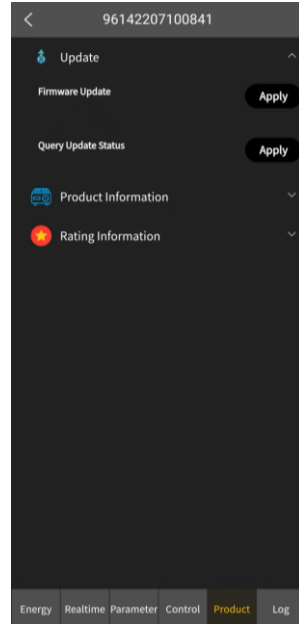 96142207100841
Update
Firmware Update Apply
Query Update Status Apply
Product Information
Rating Information
Energy Realtime Parameter Control Product Log